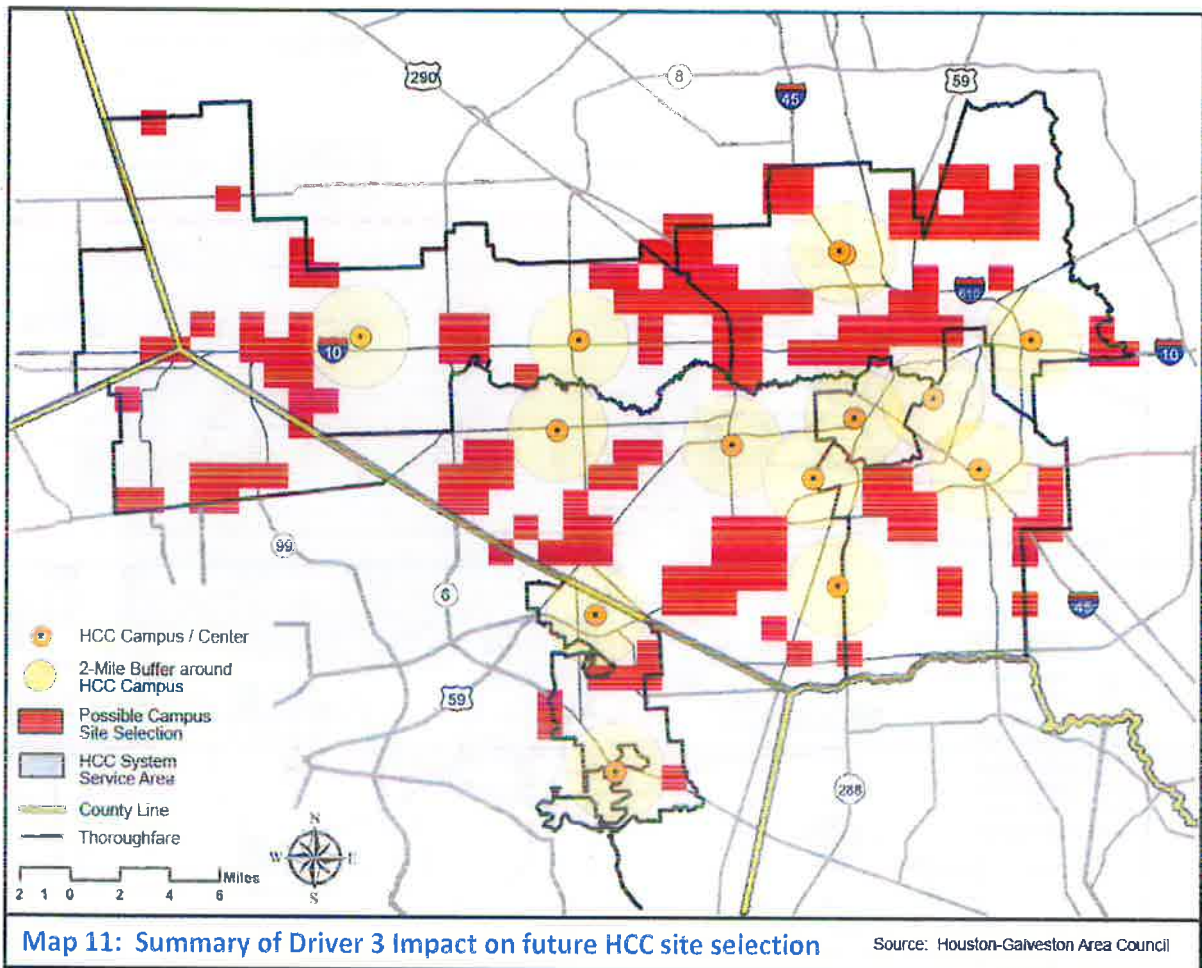 290
8
45
59
610
10
10
99
6
45
59
288
HCC Campus / Center
2-Mile Buffer around
HCC Campus
Possible Campus
Site Selection
HCC System
Service Area
County Line
Thoroughfare
N
W
E
S
Miles
2 1 0 2 4 6
Map 11: Summary of Driver 3 Impact on future HCC site selection
Source: Houston-Galveston Area Council